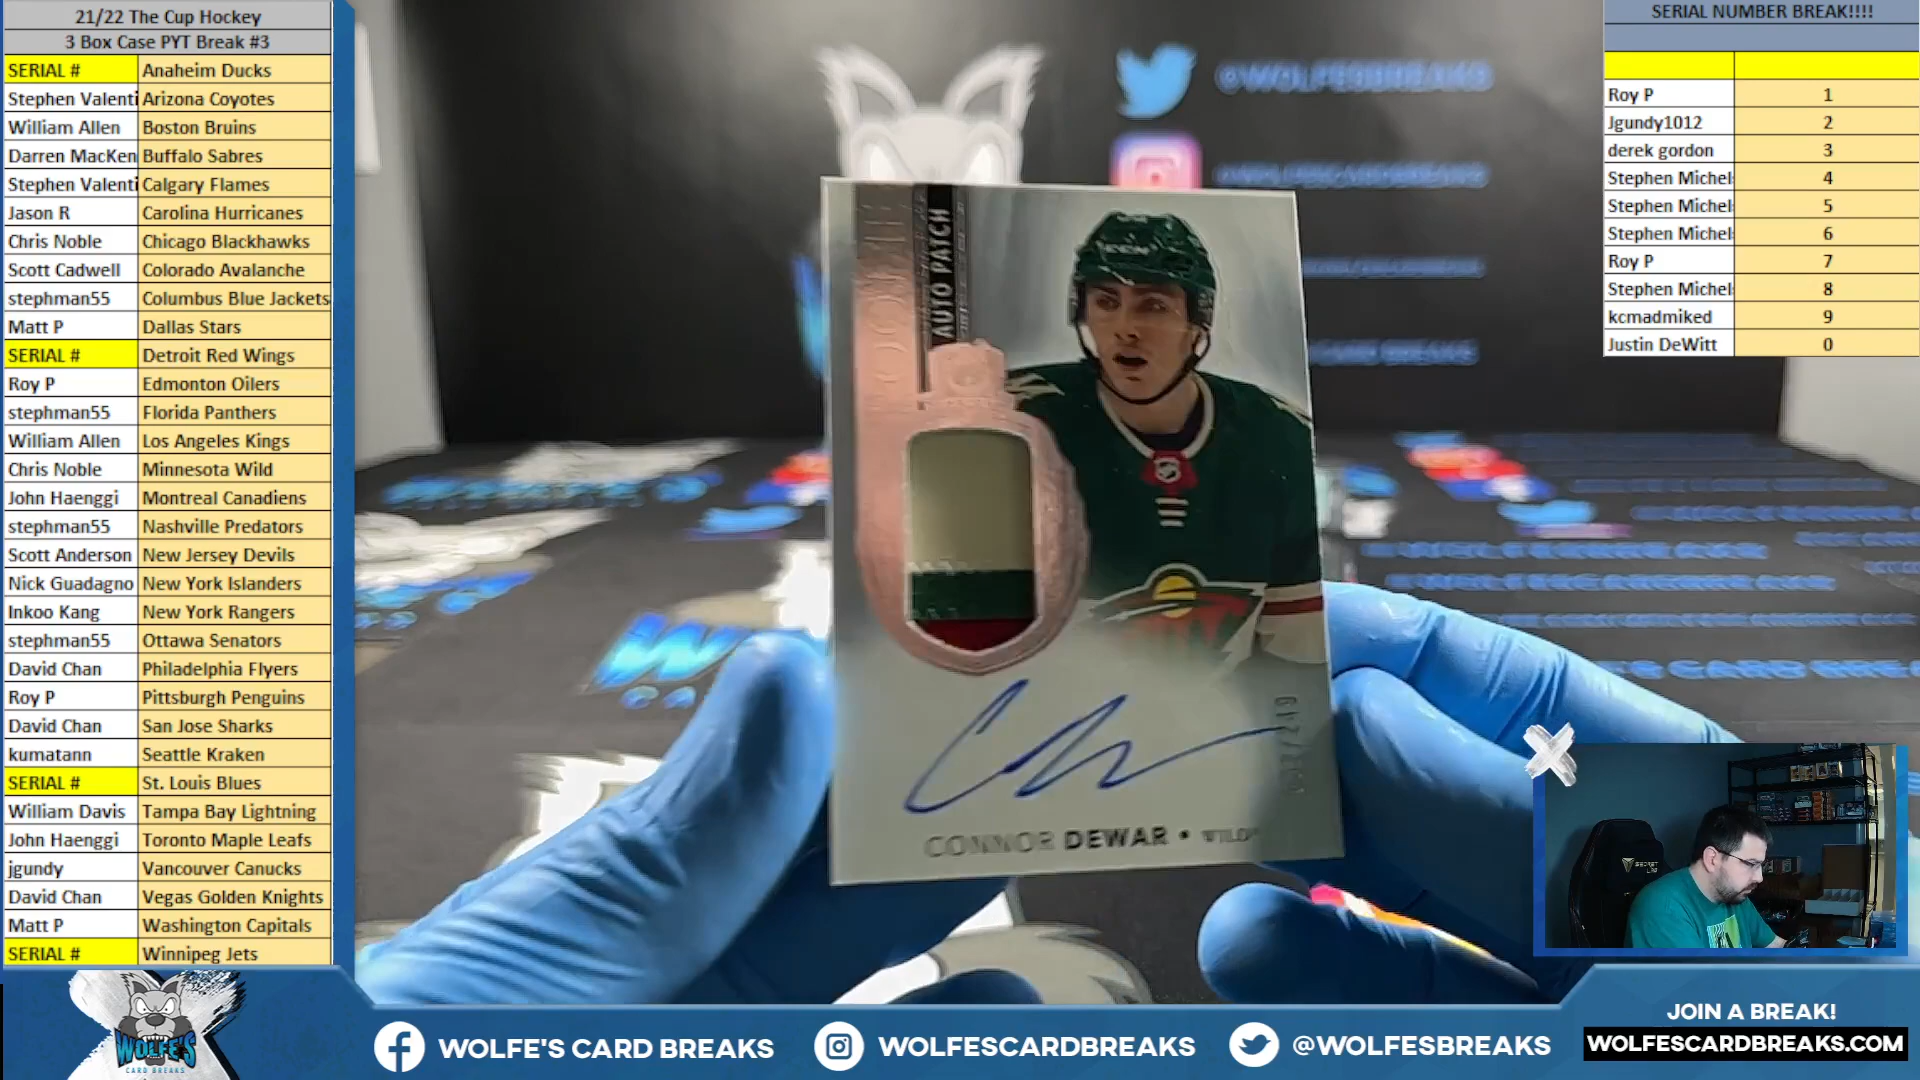 21/22 The Cup Hockey
3 Box Case PYT Break #3
SERIAL # Anaheim Ducks
Stephen Valenti Arizona Coyotes
William Allen Boston Bruins
Darren MacKen Buffalo Sabres
Stephen Valenti Calgary Flames
Jason R Carolina Hurricanes
Chris Noble Chicago Blackhawks
Scott Cadwell Colorado Avalanche
stephman55 Columbus Blue Jackets
Matt P Dallas Stars
SERIAL # Detroit Red Wings
Roy P Edmonton Oilers
stephman55 Florida Panthers
William Allen Los Angeles Kings
Chris Noble Minnesota Wild
John Haenggi Montreal Canadiens
stephman55 Nashville Predators
Scott Anderson New Jersey Devils
Nick Guadagno New York Islanders
Inkoo Kang New York Rangers
stephman55 Ottawa Senators
David Chan Philadelphia Flyers
Roy P Pittsburgh Penguins
David Chan San Jose Sharks
kumatann Seattle Kraken
SERIAL # St. Louis Blues
William Davis Tampa Bay Lightning
John Haenggi Toronto Maple Leafs
jgundy Vancouver Canucks
David Chan Vegas Golden Knights
Matt P Washington Capitals
SERIAL # Winnipeg Jets
@WOLFESBREAKS
@WOLFESCARDBREAKS
AUTO PATCH
CONNOR DEWAR • WILD
SERIAL NUMBER BREAK!!!!
Roy P 1
Jgundy1012 2
derek gordon 3
Stephen Michel 4
Stephen Michel 5
Stephen Michel 6
Roy P 7
Stephen Michel 8
kcmadmiked 9
Justin DeWitt 0
WOLFE'S
CARD BREAKS
WOLFE'S CARD BREAKS
WOLFESCARDBREAKS
@WOLFESBREAKS
JOIN A BREAK!
WOLFESCARDBREAKS.COM